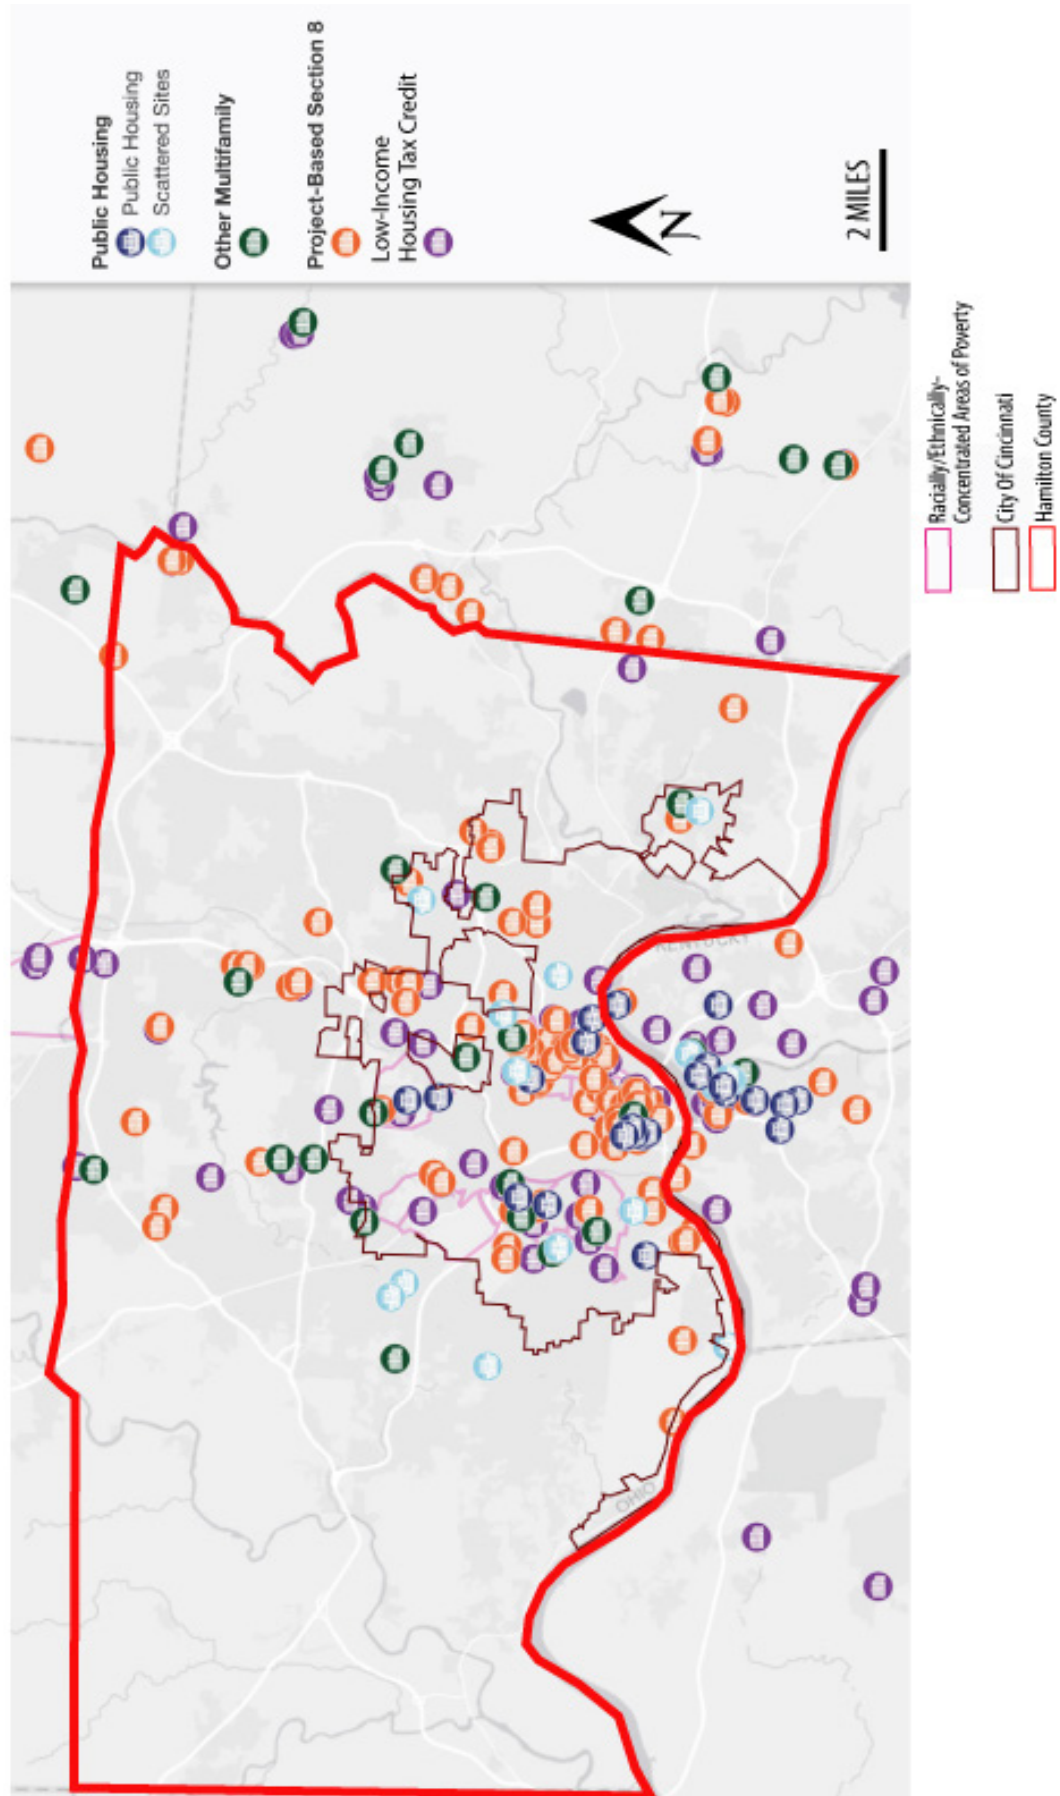 Public Housing
Public Housing
Scattered Sites
Other Multifamily
Project-Based Section 8
Low-Income
Housing Tax Credit
N
2 MILES
KENTUCKY
OHIO
Racially/Ethnically-
Concentrated Areas of Poverty
City Of Cincinnati
Hamilton County